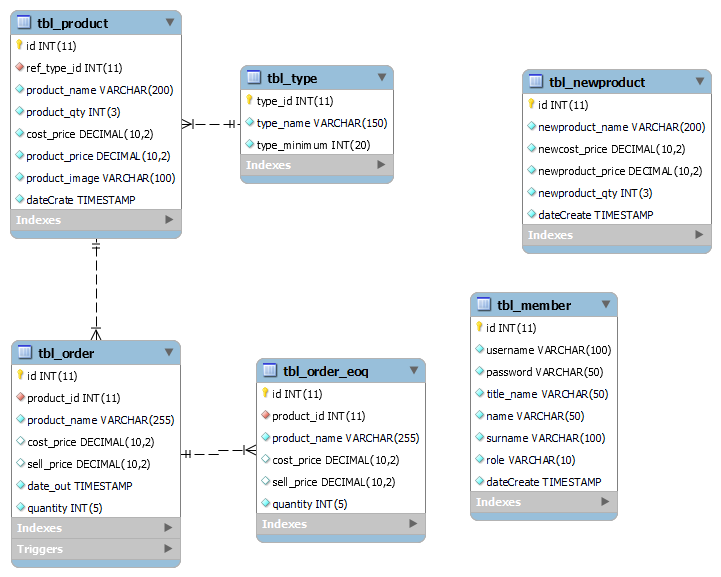 tbl_product
id INT(11)
ref_type_id INT(11)
product_name VARCHAR(200)
product_qty INT(3)
cost_price DECIMAL(10,2)
product_price DECIMAL(10,2)
product_image VARCHAR(100)
dateCrate TIMESTAMP
Indexes
tbl_type
type_id INT(11)
type_name VARCHAR(150)
type_minimum INT(20)
Indexes
tbl_newproduct
id INT(11)
newproduct_name VARCHAR(200)
newcost_price DECIMAL(10,2)
newproduct_price DECIMAL(10,2)
newproduct_qty INT(3)
dateCreate TIMESTAMP
Indexes
tbl_order
id INT(11)
product_id INT(11)
product_name VARCHAR(255)
cost_price DECIMAL(10,2)
sell_price DECIMAL(10,2)
date_out TIMESTAMP
quantity INT(5)
Indexes
Triggers
tbl_order_eoq
id INT(11)
product_id INT(11)
product_name VARCHAR(255)
cost_price DECIMAL(10,2)
sell_price DECIMAL(10,2)
quantity INT(5)
Indexes
tbl_member
id INT(11)
username VARCHAR(100)
password VARCHAR(50)
title_name VARCHAR(50)
name VARCHAR(50)
surname VARCHAR(100)
role VARCHAR(10)
dateCreate TIMESTAMP
Indexes